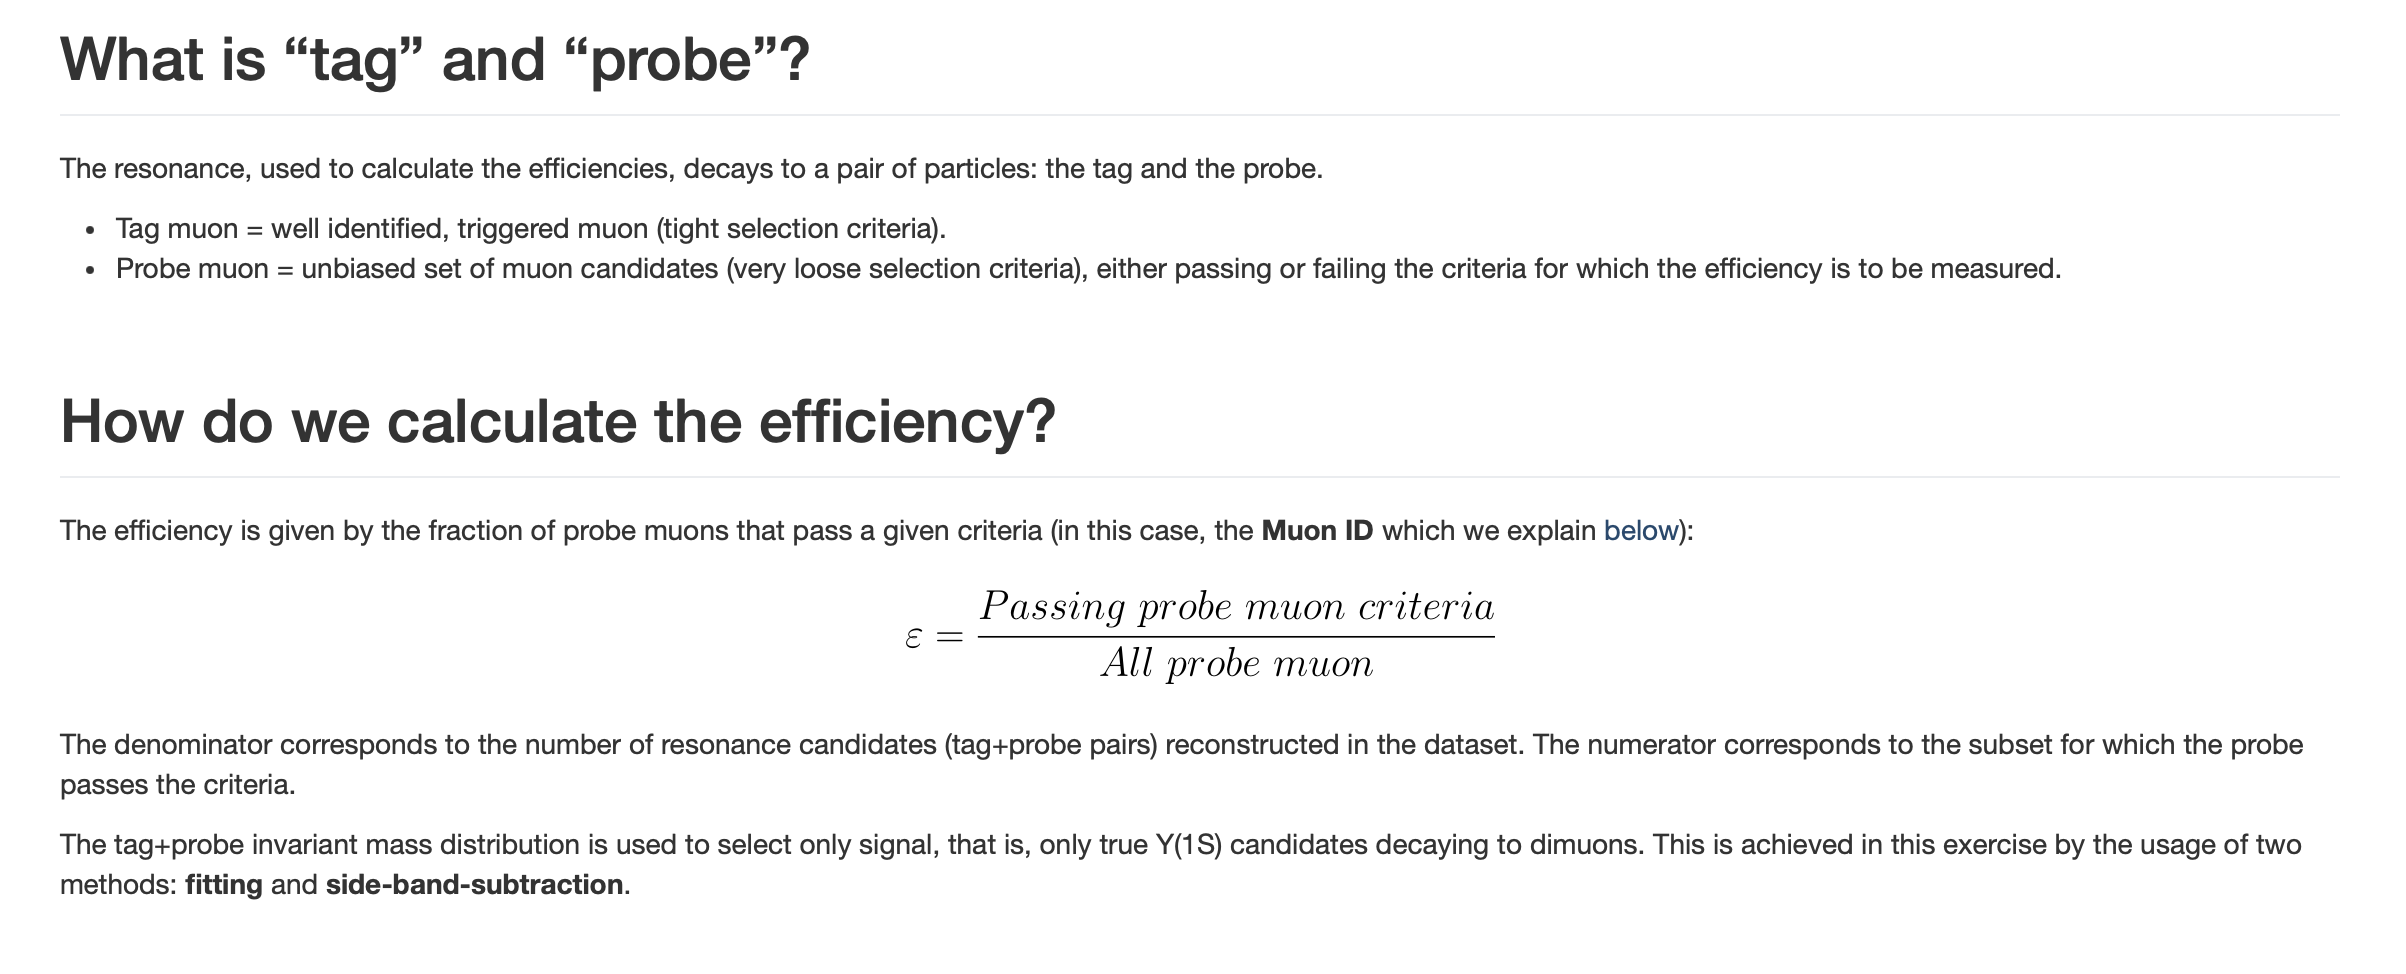 What is “tag” and “probe”?
The resonance, used to calculate the efficiencies, decays to a pair of particles: the tag and the probe.
• Tag muon = well identified, triggered muon (tight selection criteria).
• Probe muon = unbiased set of muon candidates (very loose selection criteria), either passing or failing the criteria for which the efficiency is to be measured.
How do we calculate the efficiency?
The efficiency is given by the fraction of probe muons that pass a given criteria (in this case, the Muon ID which we explain below):
Passing probe muon criteria
ε =
All probe muon
The denominator corresponds to the number of resonance candidates (tag+probe pairs) reconstructed in the dataset. The numerator corresponds to the subset for which the probe
passes the criteria.
The tag+probe invariant mass distribution is used to select only signal, that is, only true Y(1S) candidates decaying to dimuons. This is achieved in this exercise by the usage of two
methods: fitting and side-band-subtraction.